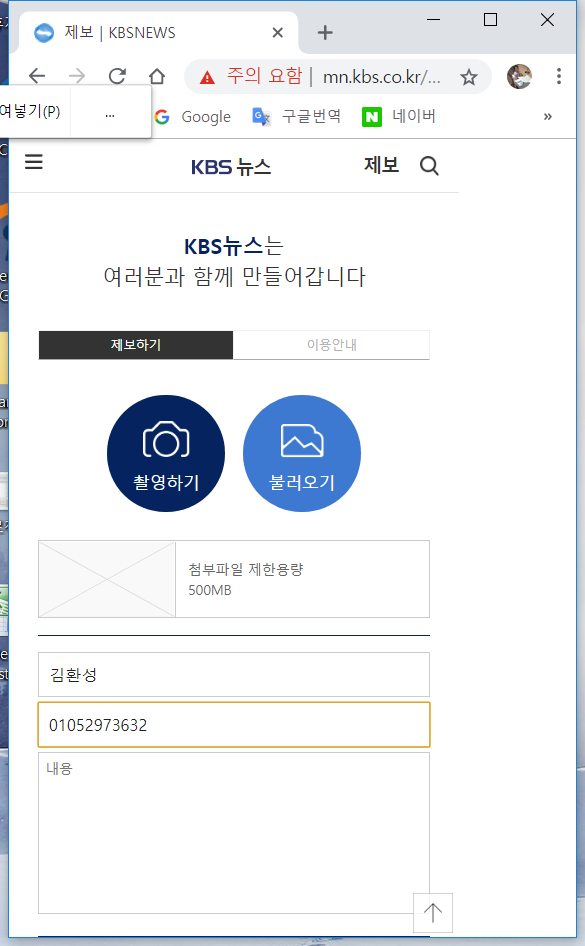 제보 | KBSNEWS
주의 요함 | mn.kbs.co.kr/...
여넣기(P) ...
Google 구글번역 N 네이버 »
KBS 뉴스 제보
KBS뉴스는
여러분과 함께 만들어갑니다
제보하기 이용안내
촬영하기 불러오기
첨부파일 제한용량
500MB
김환성
01052973632
내용